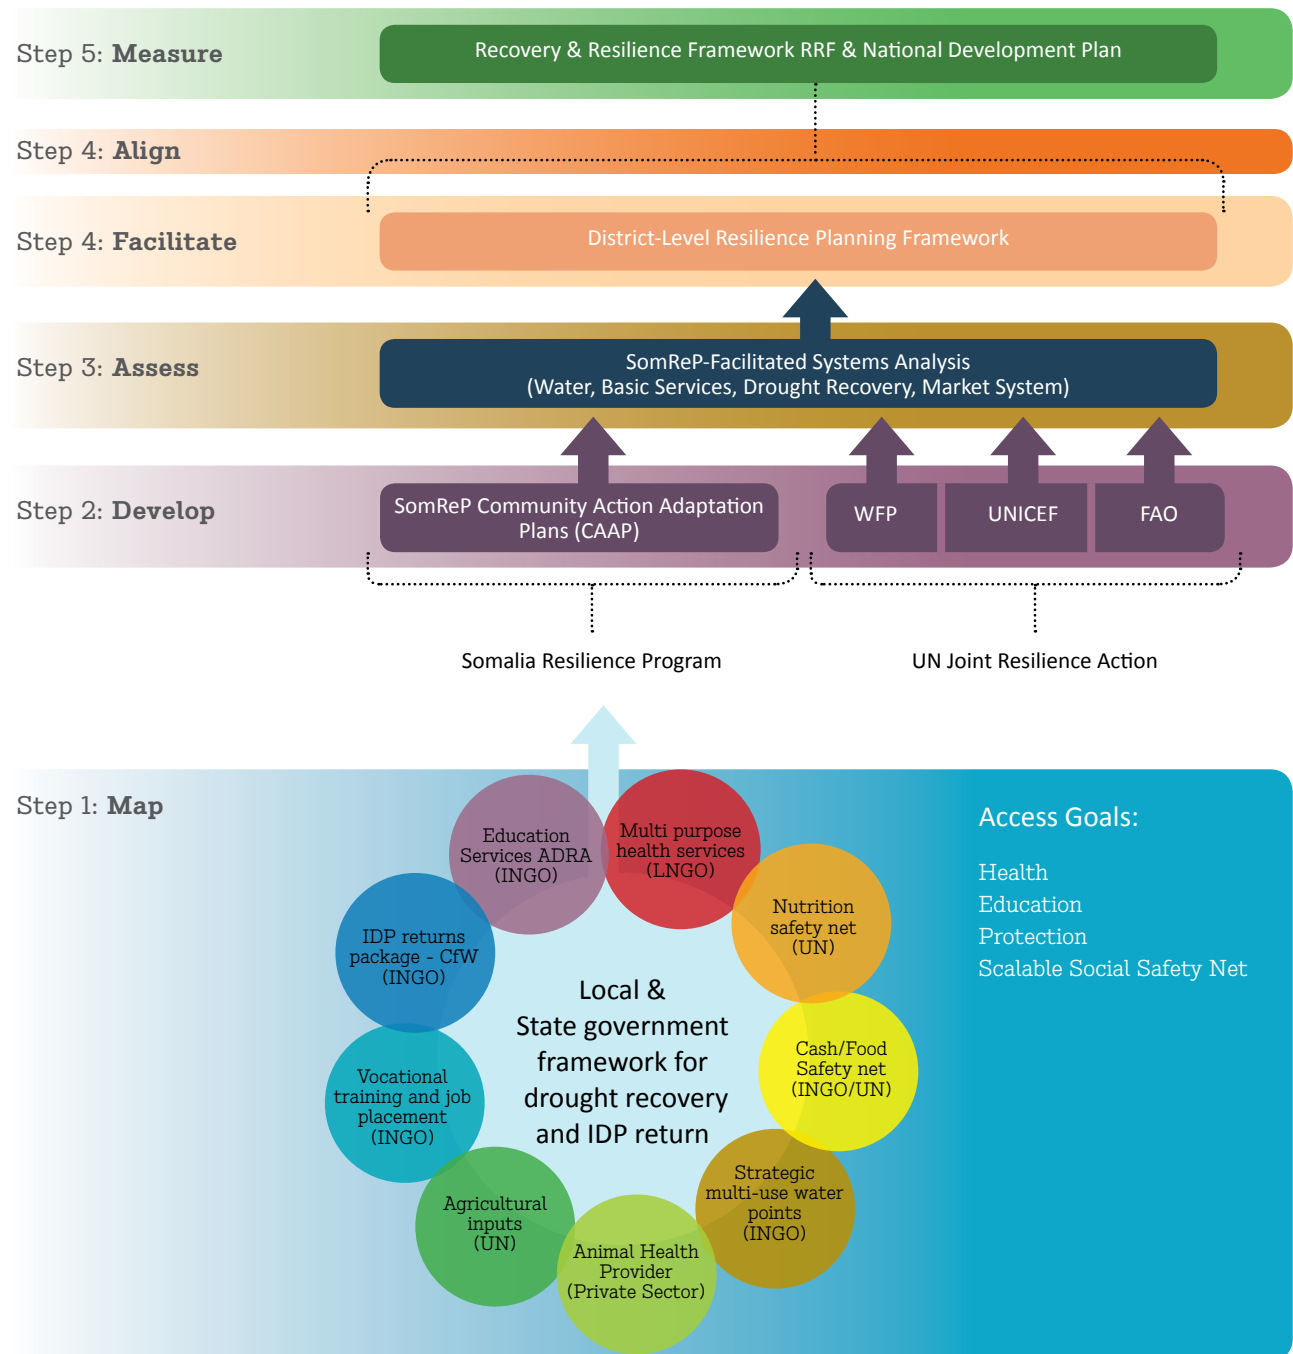 Step 5: Measure
Recovery & Resilience Framework RRF & National Development Plan
Step 4: Align
Step 4: Facilitate
District-Level Resilience Planning Framework
Step 3: Assess
SomReP-Facilitated Systems Analysis
(Water, Basic Services, Drought Recovery, Market System)
Step 2: Develop
SomReP Community Action Adaptation
Plans (CAAP)
WFP
UNICEF
FAO
Somalia Resilience Program
UN Joint Resilience Action
Step 1: Map
Education
Services ADRA
(INGO)
Multi purpose
health services
(LNGO)
Nutrition
safety net
(UN)
Cash/Food
Safety net
(INGO/UN)
Strategic
multi-use water
points
(INGO)
Animal Health
Provider
(Private Sector)
Agricultural
inputs
(UN)
Vocational
training and job
placement
(INGO)
IDP returns
package - CfW
(INGO)
Local &
State government
framework for
drought recovery
and IDP return
Access Goals:
Health
Education
Protection
Scalable Social Safety Net